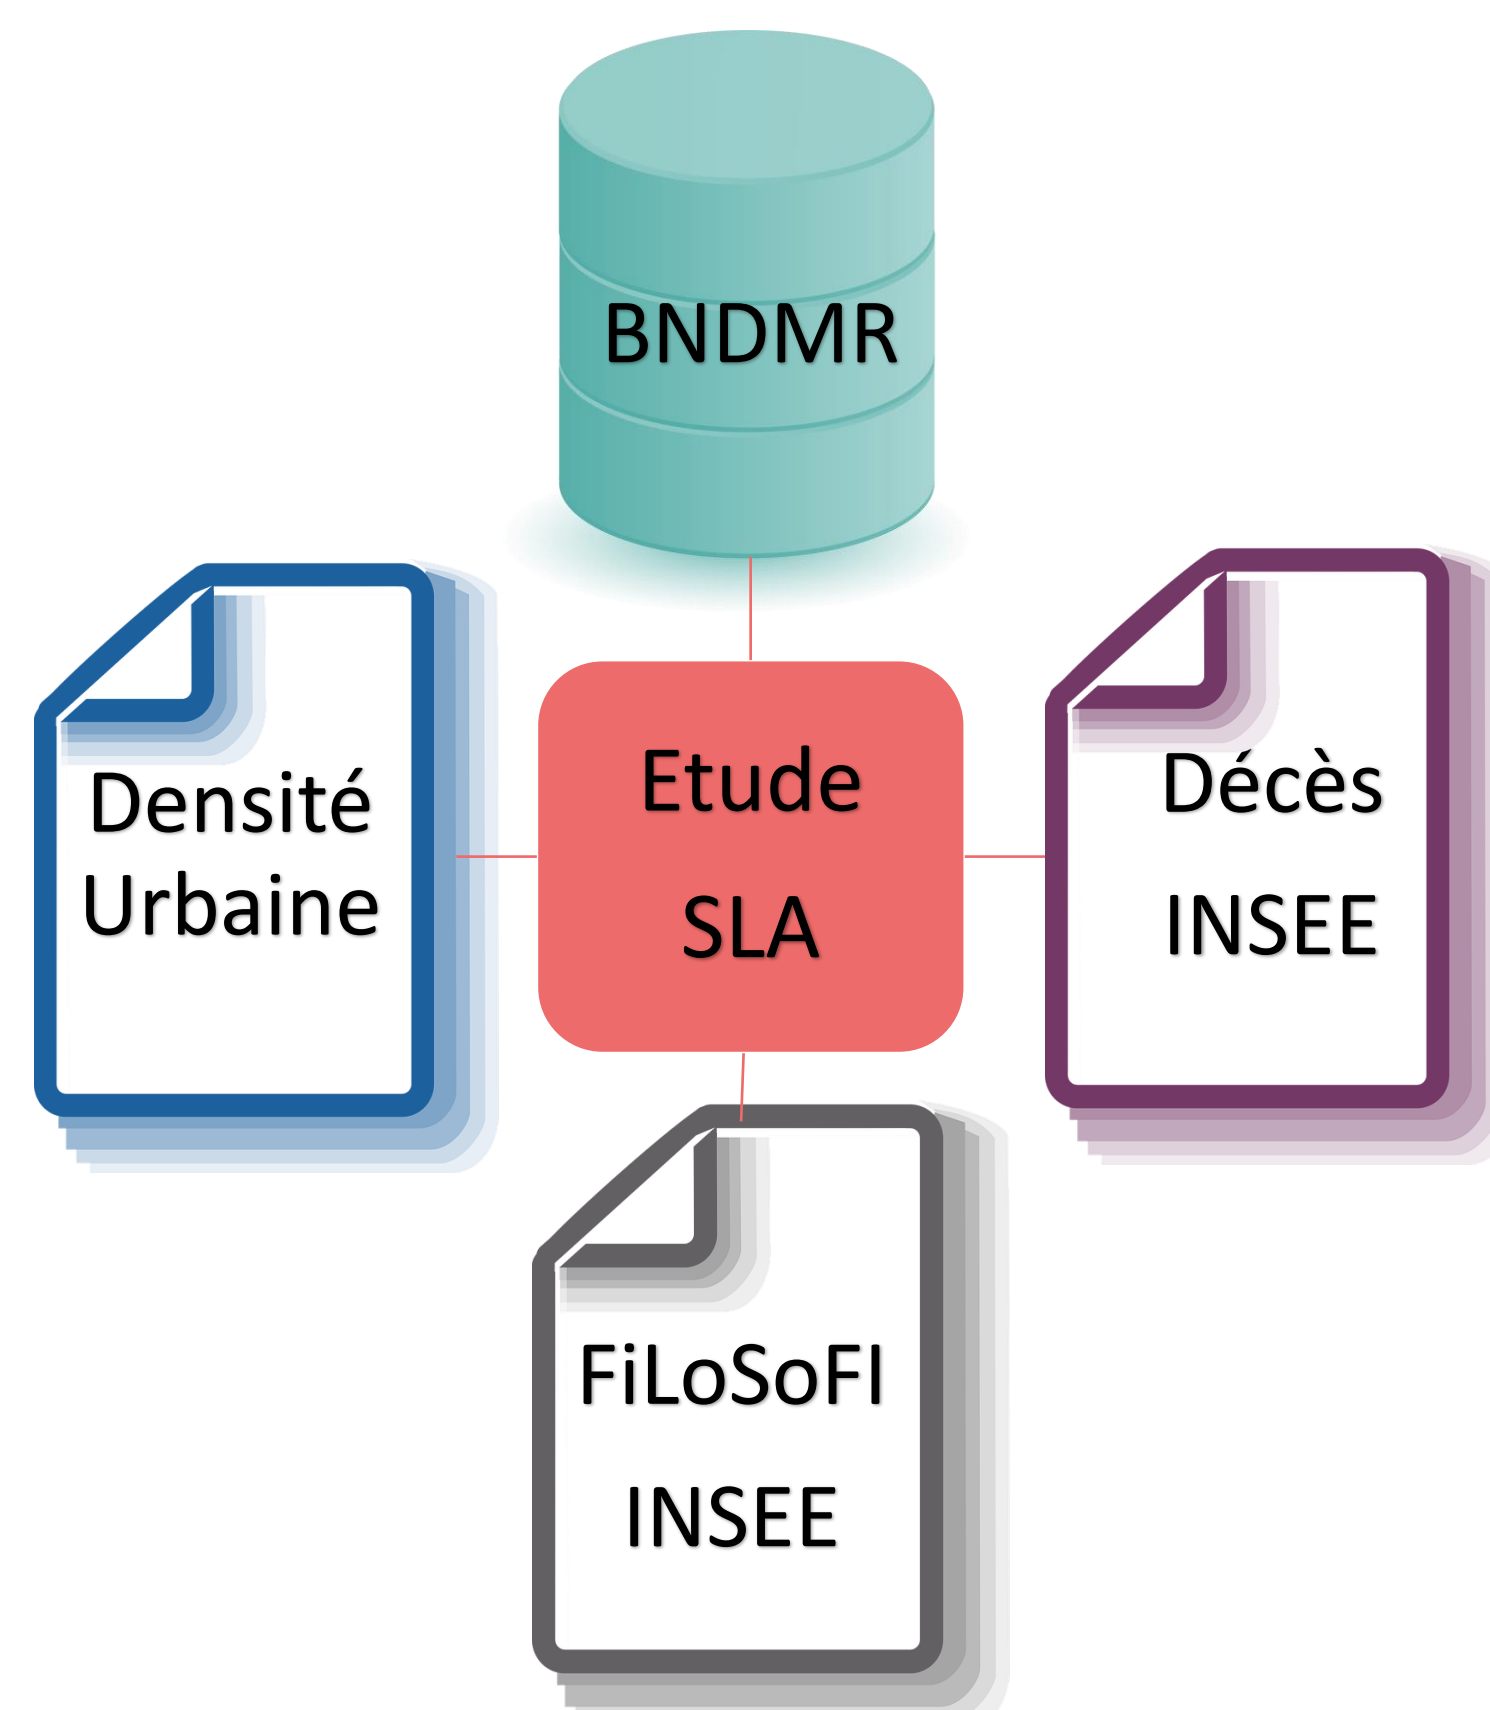 BNDMR
Densité
Urbaine
Etude
SLA
Décès
INSEE
FiLoSoFI
INSEE